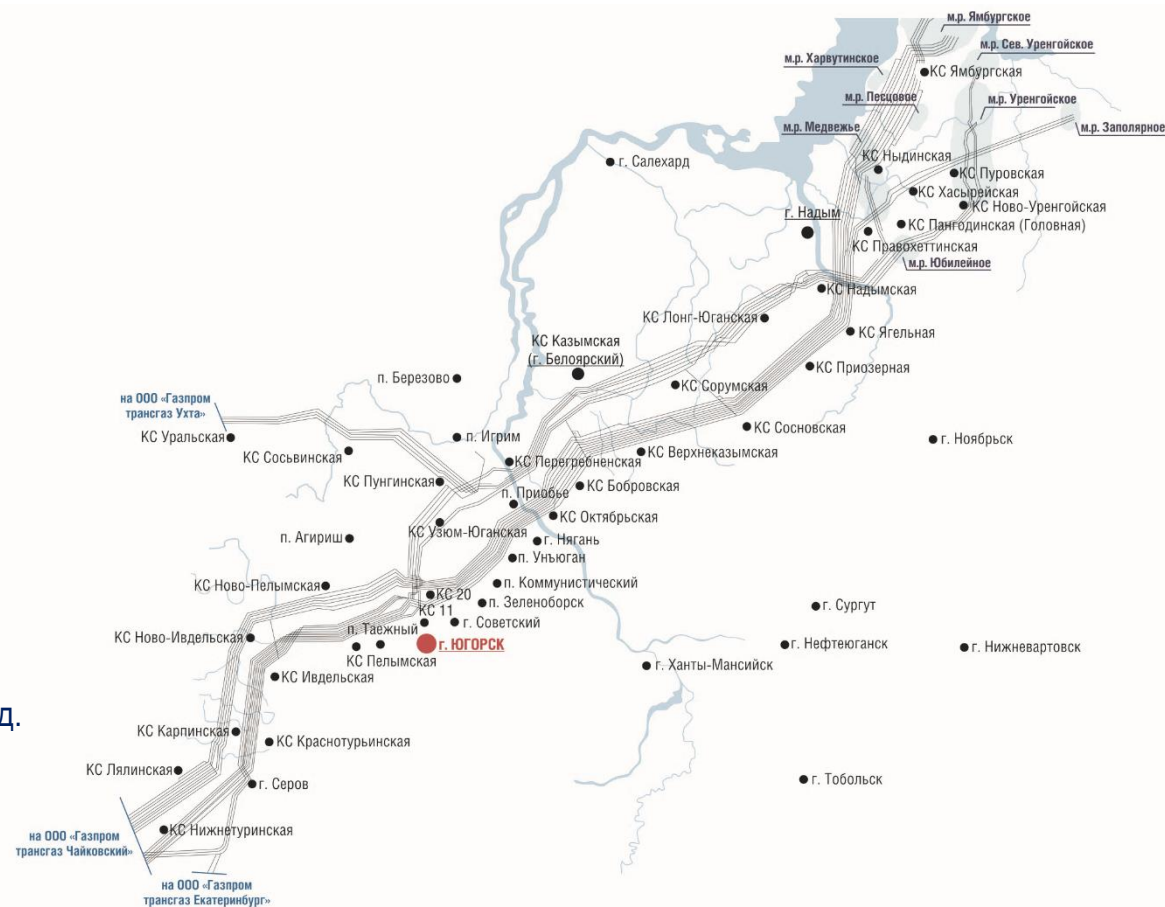 м.р. Ямбургское
м.р. Сев. Уренгойское
м.р. Харвутинское
КС Ямбургская
м.р. Песцовое
м.р. Уренгойское
м.р. Медвежье
м.р. Заполярное
КС Ныдинская
г. Салехард
КС Пуровская
КС Хасырейская
КС Ново-Уренгойская
г. Надым
КС Пангодинская (Головная)
КС Правохеттинская
м.р. Юбилейное
КС Надымская
КС Лонг-Юганская
КС Ягельная
КС Казымская
(г. Белоярский)
КС Приозерная
п. Березово
КС Сорумская
на ООО «Газпром
трансгаз Ухта»
КС Уральская
п. Игрим
КС Сосновская
г. Ноябрьск
КС Сосьвинская
КС Верхнеказымская
КС Перегребненская
КС Пунгинская
КС Бобровская
п. Приобье
КС Октябрьская
КС Узюм-Юганская
п. Агириш
г. Нягань
п. Унъюган
КС Ново-Пелымская
п. Коммунистический
КС 20
п. Зеленоборск
г. Сургут
КС 11
г. Советский
п. Таежный
КС Ново-Ивдельская
г. ЮГОРСК
г. Нефтеюганск
г. Нижневартовск
КС Пелымская
г. Ханты-Мансийск
КС Ивдельская
д.
КС Карпинская
КС Краснотурьинская
КС Лялинская
г. Серов
г. Тобольск
КС Нижнетуринская
на ООО «Газпром
трансгаз Чайковский»
на ООО «Газпром
трансгаз Екатеринбург»